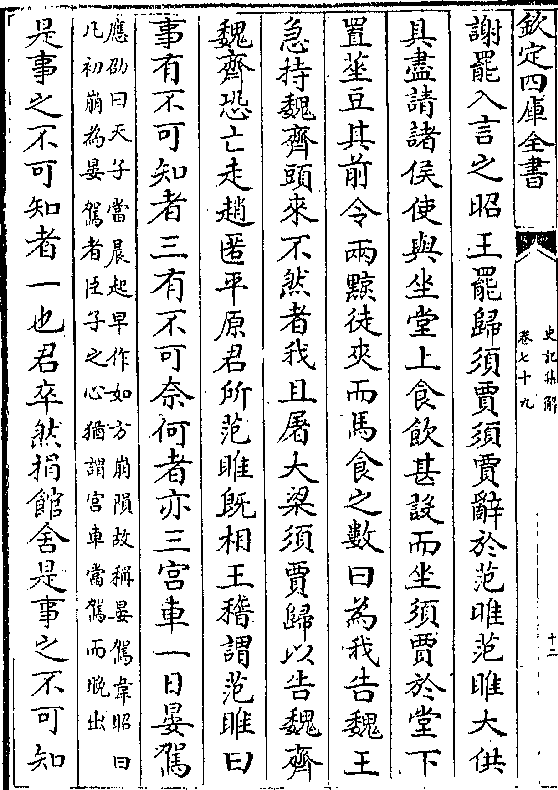 欽定四庫全書
史記集解
卷七十九
十二
謝罷入言之昭王罷歸須賈須賈辭於范睢范睢大供
具盡請諸侯使與坐堂上食飲甚設而坐須賈於堂下
置莝豆其前令兩黥徒夾而馬食之數曰為我告魏王
急持魏齊頭來不然者我且屠大梁須賈歸以告魏齊
魏齊恐亡走趙匿平原君所范睢既相王稽謂范睢曰
事有不可知者三有不可奈何者亦三宮車一日晏駕
應劭曰天子當晨起早作如方崩隕故稱晏駕韋昭曰
凡初崩為晏駕者臣子之心猶謂宮車當駕而晚出
是事之不可知者一也君卒然捐館舍是事之不可知